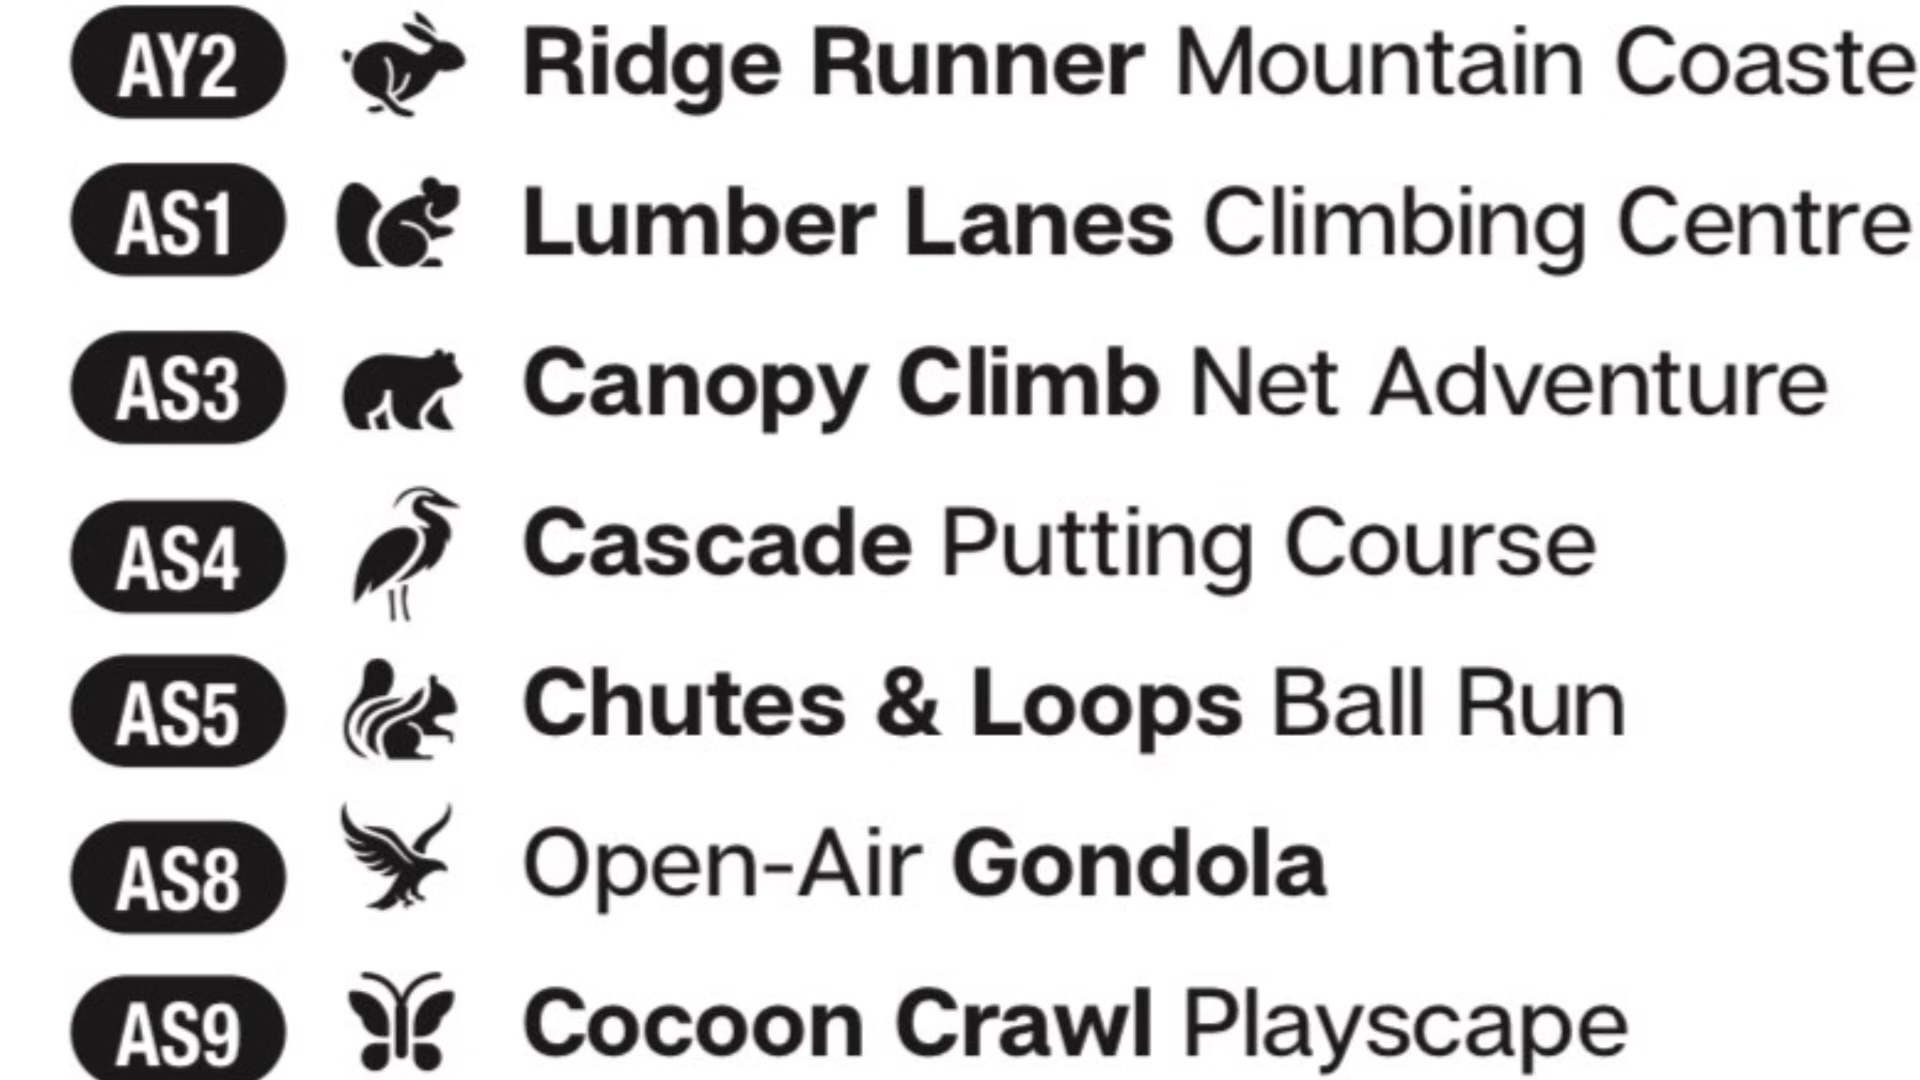 AY2 Ridge Runner Mountain Coaste
AS1 Lumber Lanes Climbing Centre
AS3 Canopy Climb Net Adventure
AS4 Cascade Putting Course
AS5 Chutes & Loops Ball Run
AS8 Open-Air Gondola
AS9 Cocoon Crawl Playscape